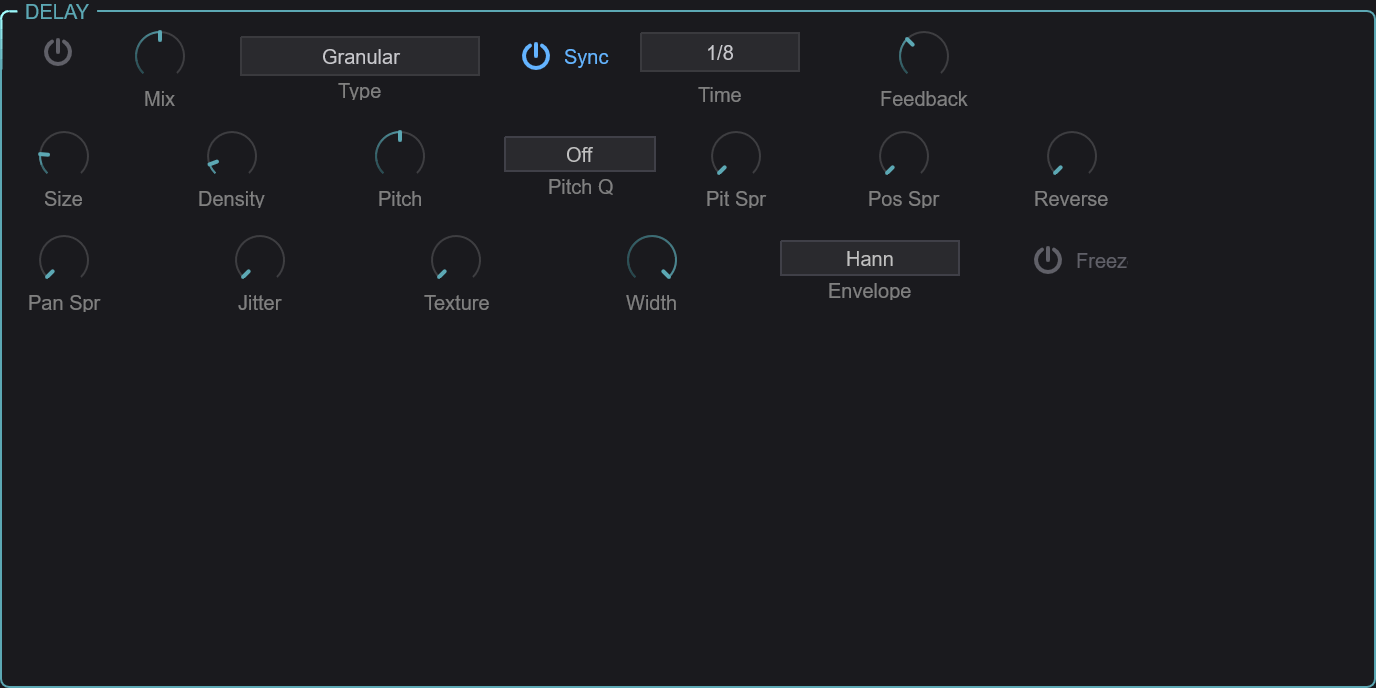 DELAY
Granular
Sync
1/8
Mix
Type
Time
Feedback
Off
Size
Density
Pitch
Pitch Q
Pit Spr
Pos Spr
Reverse
Hann
Freez
Pan Spr
Jitter
Texture
Width
Envelope